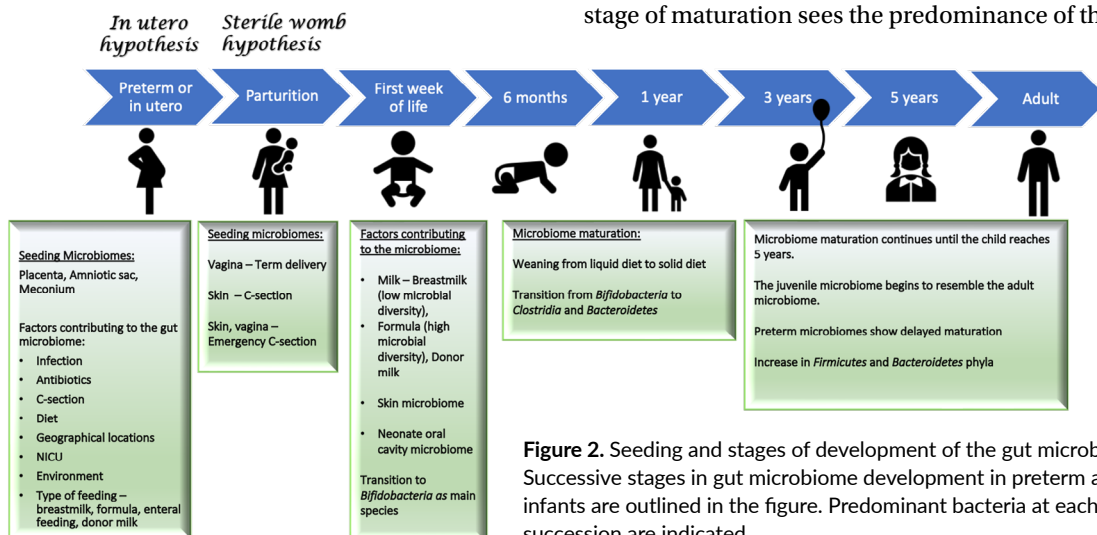 stage of maturation sees the predominance of th
In utero
hypothesis
Sterile womb
hypothesis
Preterm or
in utero
Parturition
First week
of life
6 months
1 year
3 years
5 years
Adult
Seeding Microbiomes:
Placenta, Amniotic sac,
Meconium
Factors contributing to the gut
microbiome:
• Infection
• Antibiotics
• C-section
• Diet
• Geographical locations
• NICU
• Environment
• Type of feeding –
breastmilk, formula, enteral
feeding, donor milk
Seeding microbiomes:
Vagina – Term delivery
Skin – C-section
Skin, vagina –
Emergency C-section
Factors contributing
to the microbiome:
• Milk – Breastmilk
(low microbial
diversity),
• Formula (high
microbial
diversity), Donor
milk
• Skin microbiome
• Neonate oral
cavity microbiome
Transition to
Bifidobacteria as main
species
Microbiome maturation:
Weaning from liquid diet to solid diet
Transition from Bifidobacteria to
Clostridia and Bacteroidetes
Microbiome maturation continues until the child reaches
5 years.
The juvenile microbiome begins to resemble the adult
microbiome.
Preterm microbiomes show delayed maturation
Increase in Firmicutes and Bacteroidetes phyla
Figure 2. Seeding and stages of development of the gut microb
Successive stages in gut microbiome development in preterm a
infants are outlined in the figure. Predominant bacteria at each
succession are indicated